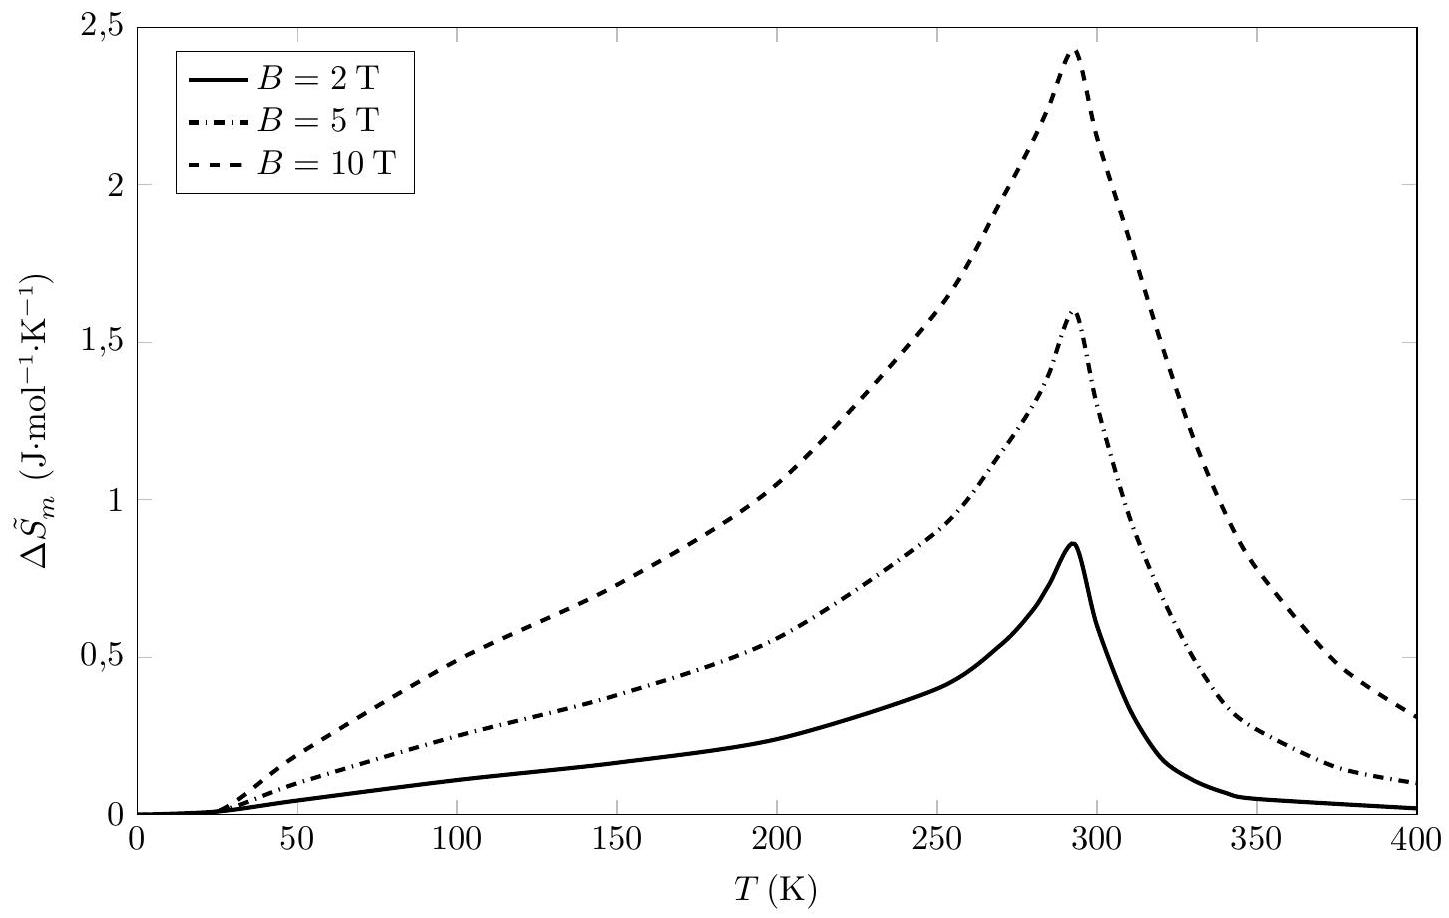 2,5
2
1,5
1
0,5
0
B = 2 T
B = 5 T
B = 10 T
ΔS̃ₘ (J·mol⁻¹·K⁻¹)
0 50 100 150 200 250 300 350 400
T (K)